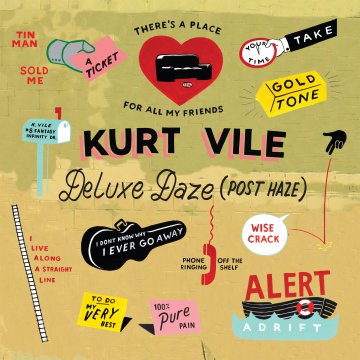 TIN
MAN
SOLD
ME
A
TICKET
THERE'S A PLACE
FOR ALL MY FRIENDS
YOUR
TIME
TAKE
GOLD
TONE
K. VILE
#8 FANTASY
INFINITY DR.
KURT VILE
DELUXE DAZE (POST HAZE)
I
LIVE
ALONG
A STRAIGHT
LINE
I DON'T KNOW WHY
I EVER GO AWAY
PHONE
RINGING
OFF THE
SHELF
WISE
CRACK
TO DO
MY
VERY
BEST
100%
Pure
PAIN
ALERT
ADRIFT